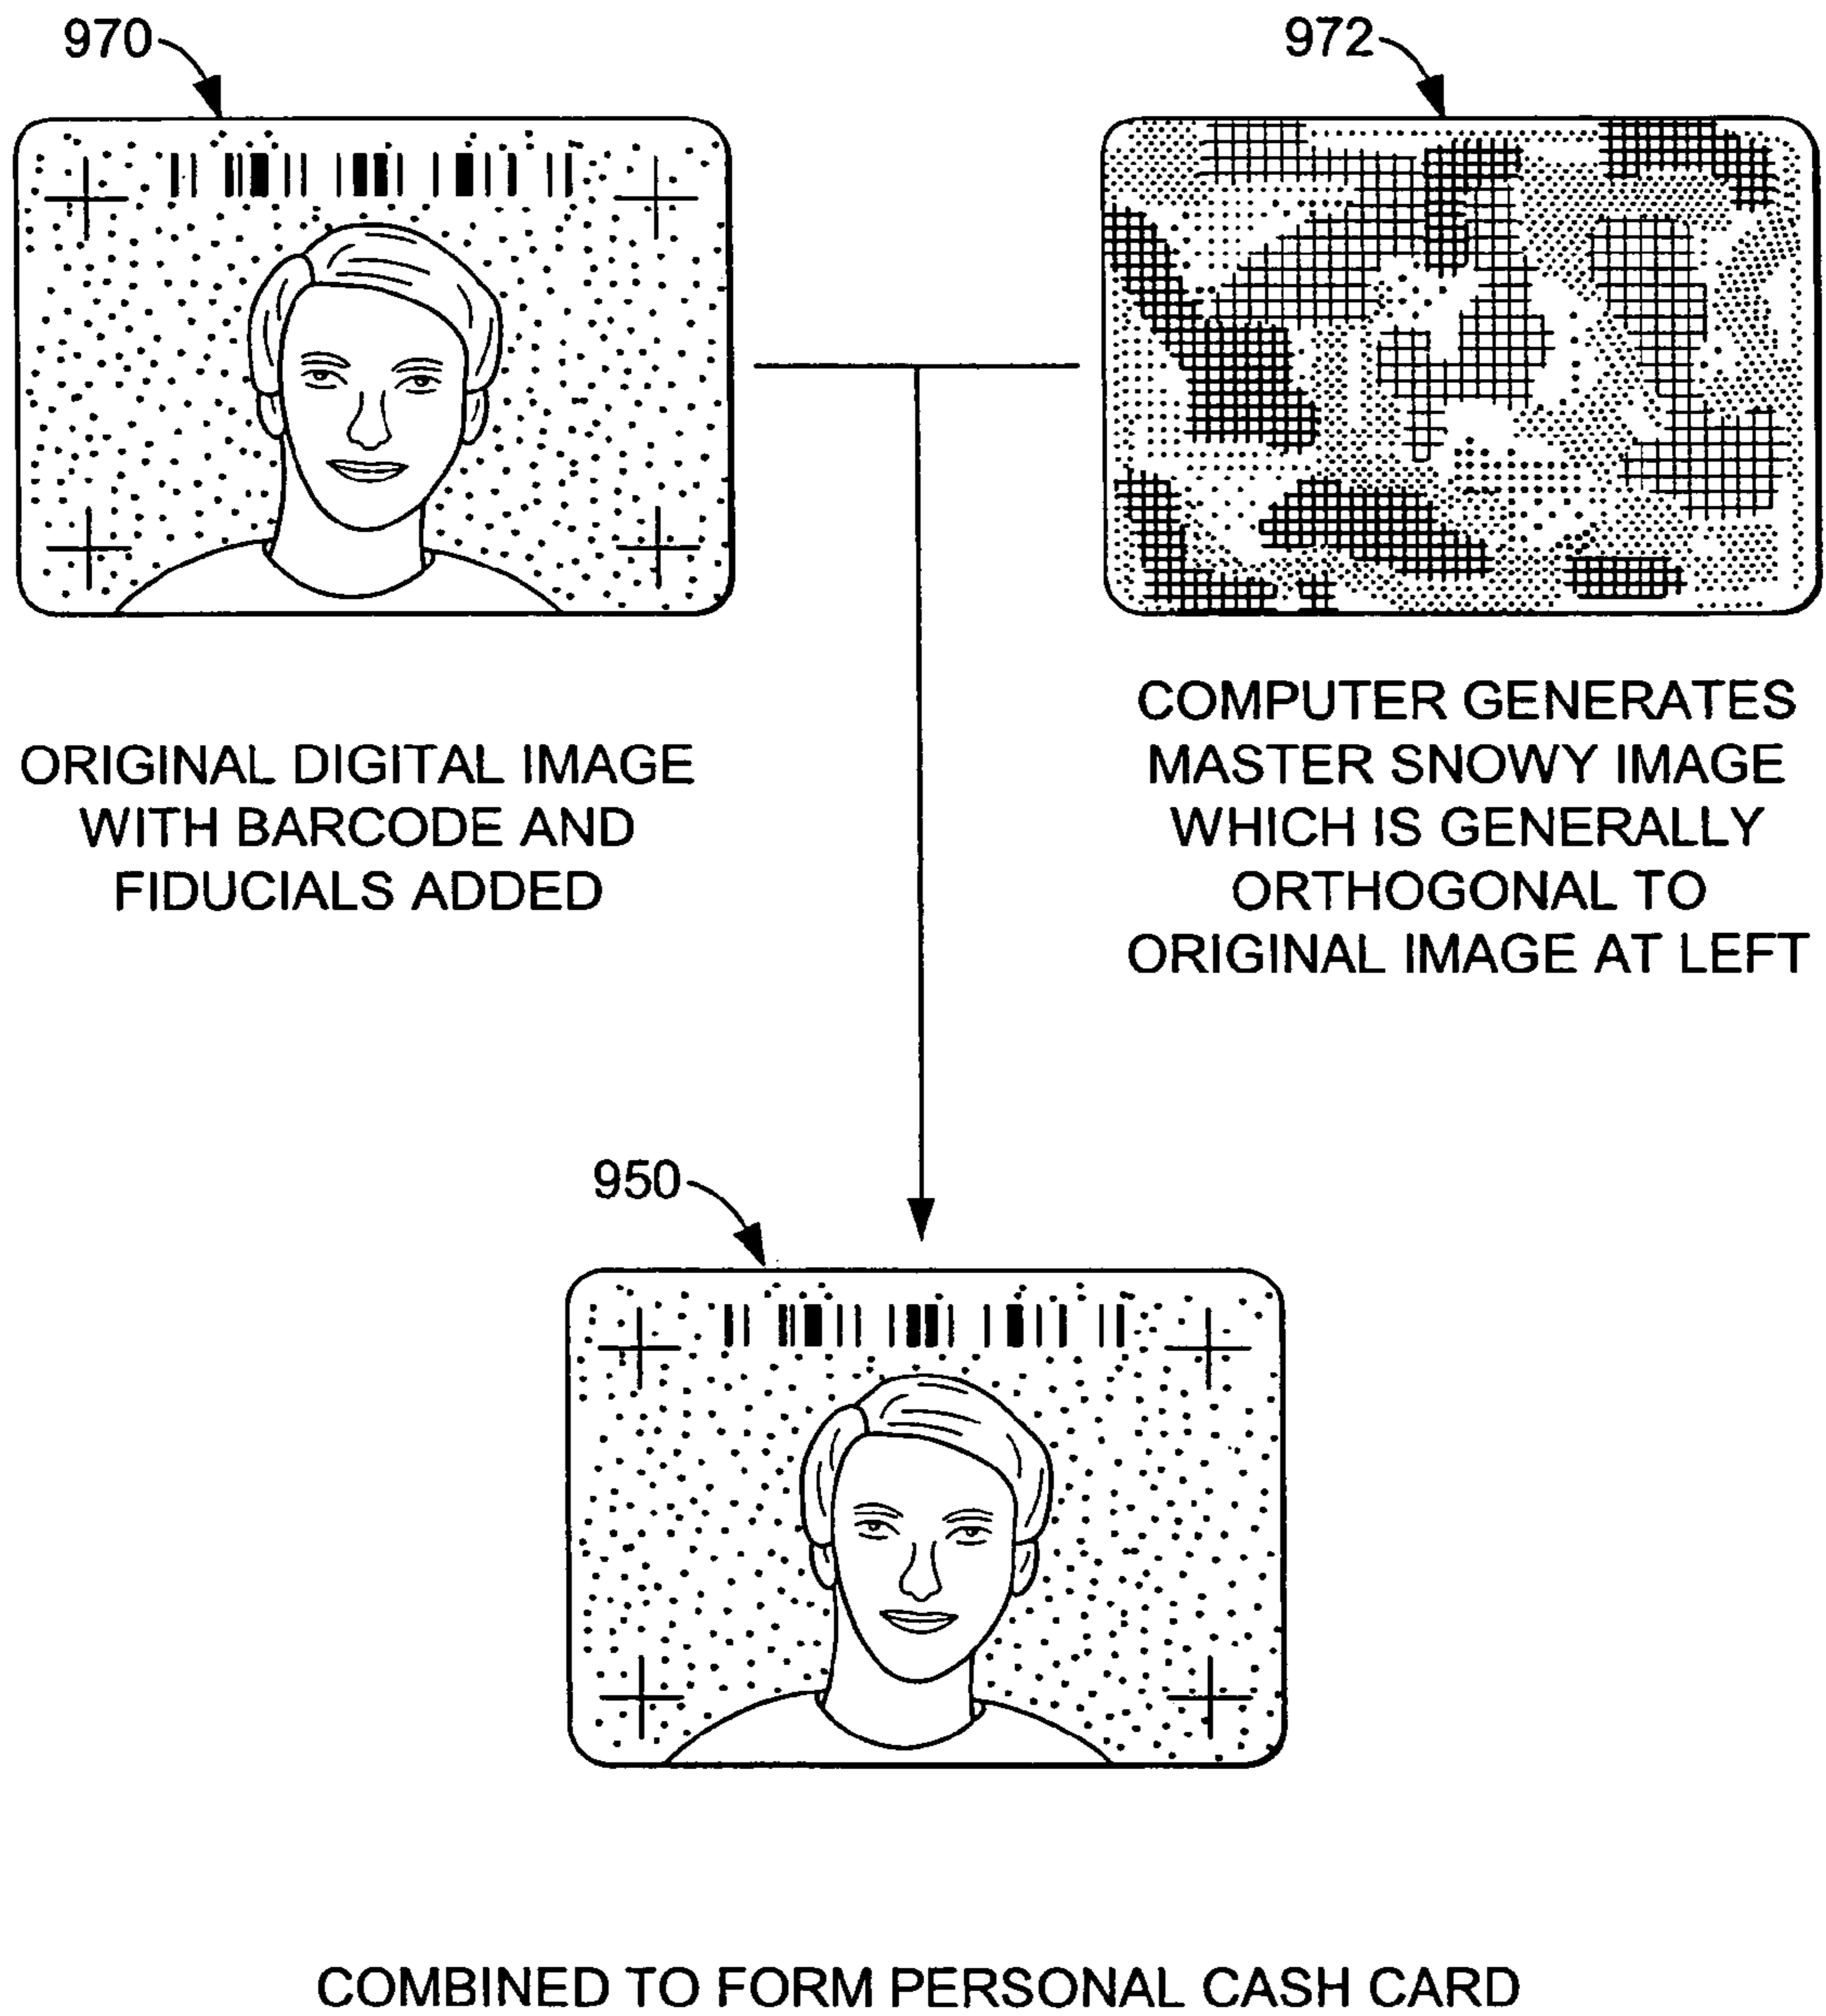 970
972
ORIGINAL DIGITAL IMAGE
WITH BARCODE AND
FIDUCIALS ADDED
COMPUTER GENERATES
MASTER SNOWY IMAGE
WHICH IS GENERALLY
ORTHOGONAL TO
ORIGINAL IMAGE AT LEFT
950
COMBINED TO FORM PERSONAL CASH CARD